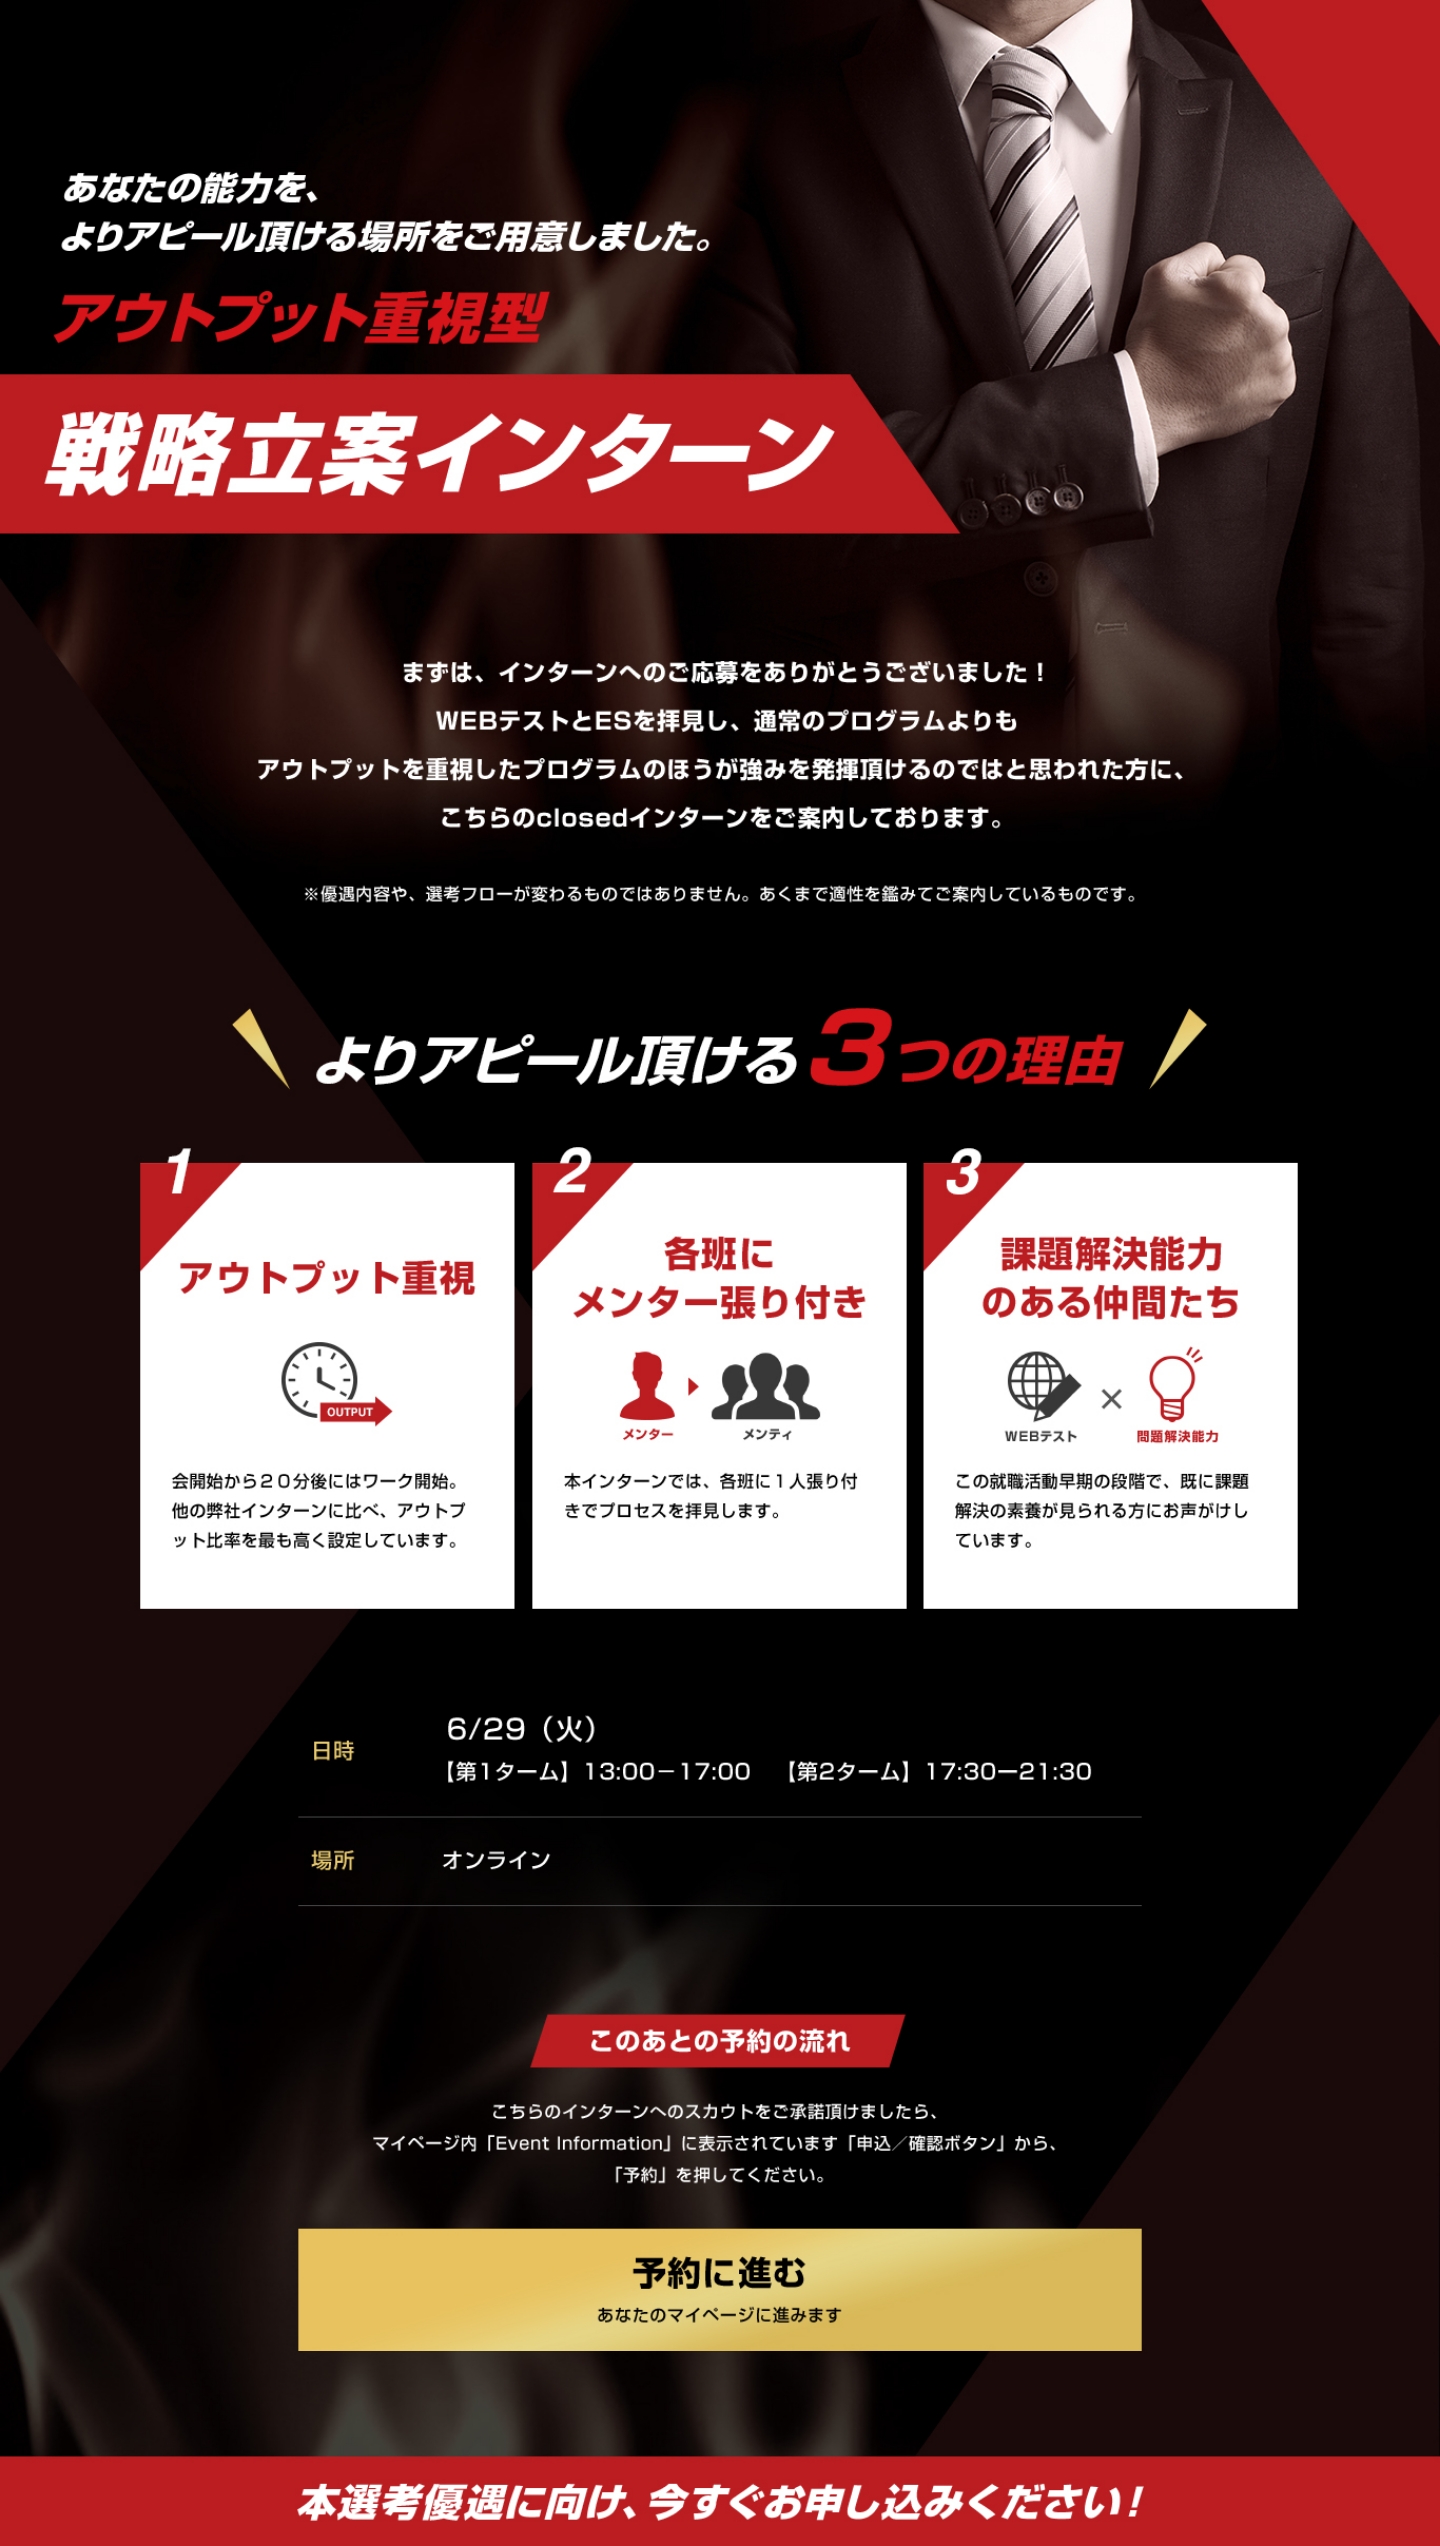 あなたの能力を、
よりアピール頂ける場所をご用意しました。
アウトプット重視型
戦略立案インターン
まずは、インターンへのご応募をありがとうございました！
WEBテストとESを拝見し、通常のプログラムよりも
アウトプットを重視したプログラムのほうが強みを発揮頂けるのではと思われた方に、
こちらのclosedインターンをご案内しております。
※優遇内容や、選考フローが変わるものではありません。あくまで適性を鑑みてご案内しているものです。
よりアピール頂ける3つの理由
1
アウトプット重視
OUTPUT
会開始から２０分後にはワーク開始。
他の弊社インターンに比べ、アウトプ
ット比率を最も高く設定しています。
2
各班に
メンター張り付き
メンター
メンティ
本インターンでは、各班に１人張り付
きでプロセスを拝見します。
3
課題解決能力
のある仲間たち
WEBテスト
×
問題解決能力
この就職活動早期の段階で、既に課題
解決の素養が見られる方にお声がけし
ています。
日時
6/29（火）
【第1ターム】13:00－17:00 【第2ターム】17:30ー21:30
場所
オンライン
このあとの予約の流れ
こちらのインターンへのスカウトをご承諾頂けましたら、
マイページ内「Event Information」に表示されています「申込／確認ボタン」から、
「予約」を押してください。
予約に進む
あなたのマイページに進みます
本選考優遇に向け、今すぐお申し込みください！